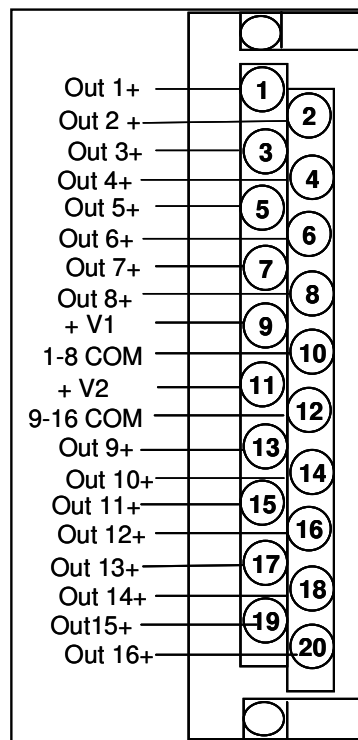 Out 1+ 1
Out 2 + 2
Out 3+ 3
Out 4+ 4
Out 5+ 5
Out 6+ 6
Out 7+ 7
Out 8+ 8
+ V1 9
1-8 COM 10
+ V2 11
9-16 COM 12
Out 9+ 13
Out 10+ 14
Out 11+ 15
Out 12+ 16
Out 13+ 17
Out 14+ 18
Out15+ 19
Out 16+ 20